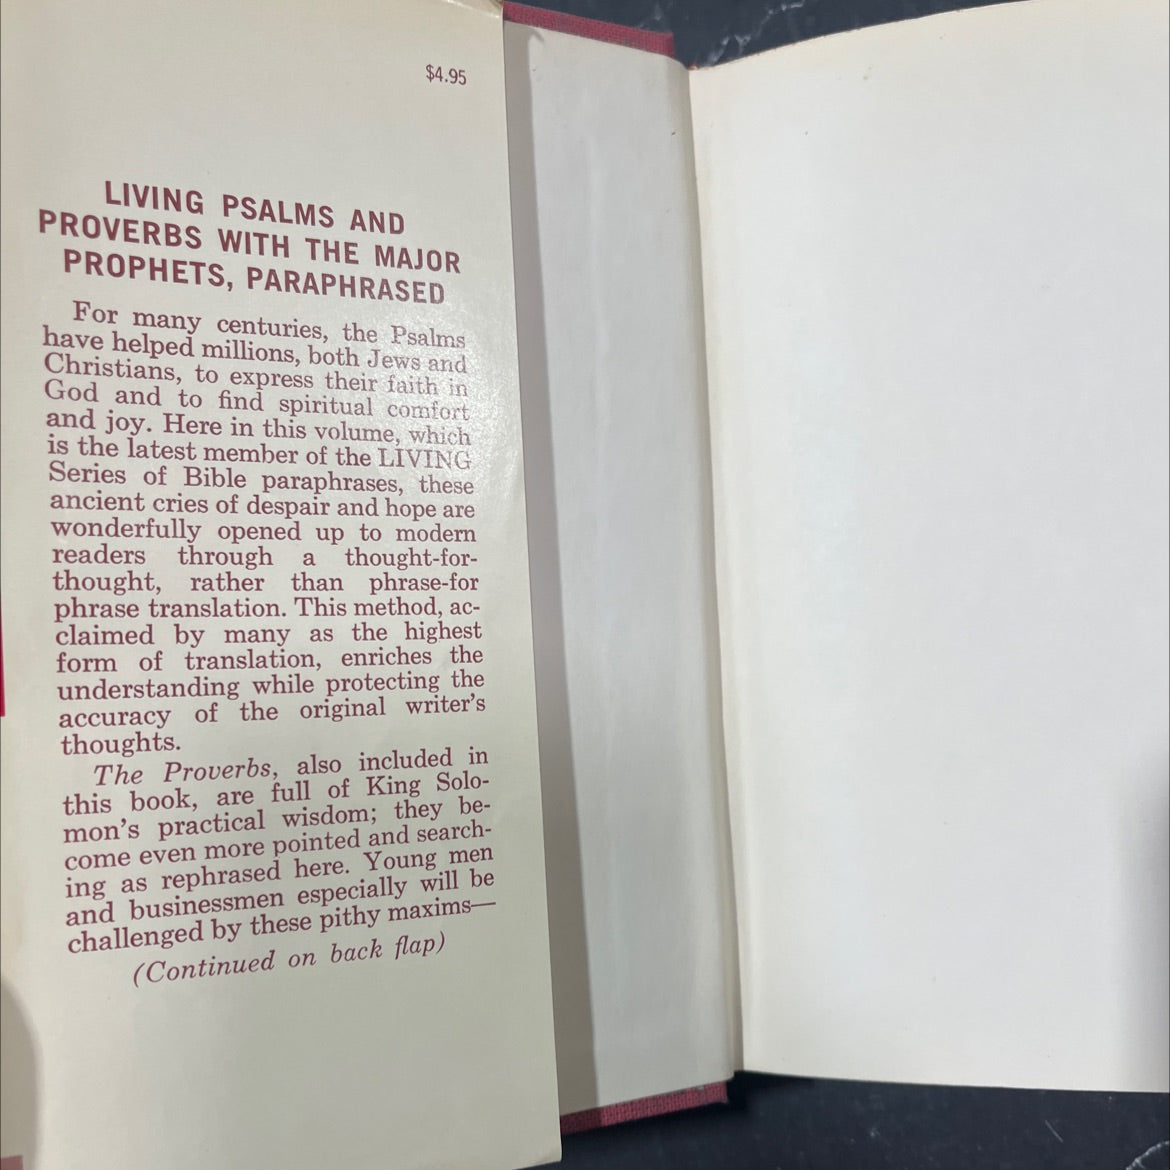 $4.95
LIVING PSALMS AND
PROVERBS WITH THE MAJOR
PROPHETS, PARAPHRASED
For many centuries, the Psalms
have helped millions, both Jews and
Christians, to express their faith in
God and to find spiritual comfort
and joy. Here in this volume, which
is the latest member of the LIVING
Series of Bible paraphrases, these
ancient cries of despair and hope are
wonderfully opened up to modern
readers through a thought-for-
thought, rather than phrase-for
phrase translation. This method, ac-
claimed by many as the highest
form of translation, enriches the
understanding while protecting the
accuracy of the original writer's
thoughts.
The Proverbs, also included in
this book, are full of King Solo-
mon's practical wisdom; they be-
come even more pointed and search-
ing as rephrased here. Young men
and businessmen especially will be
challenged by these pithy maxims—
(Continued on back flap)